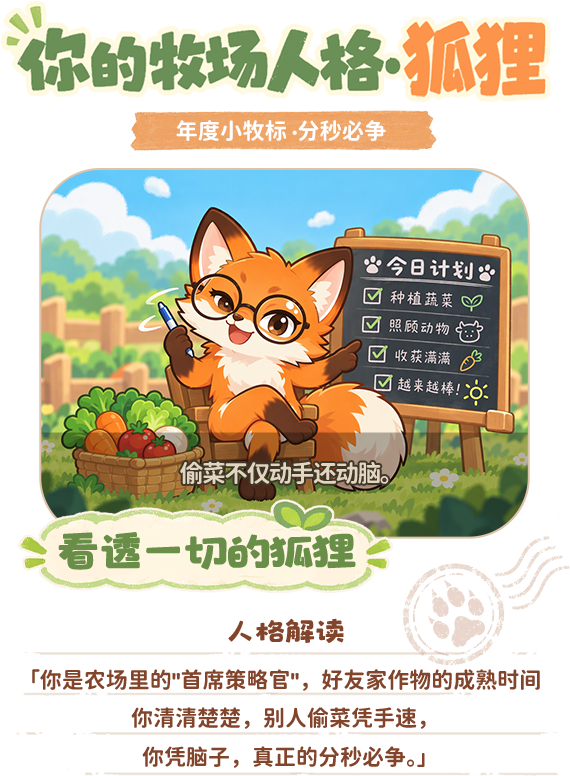 你的牧场人格·狐狸
年度小牧标·分秒必争
今日计划
种植蔬菜
照顾动物
收获满满
越来越棒!
偷菜不仅动手还动脑。
看透一切的狐狸
人格解读
「你是农场里的"首席策略官"，好友家作物的成熟时间
你清清楚楚，别人偷菜凭手速，
你凭脑子，真正的分秒必争。」